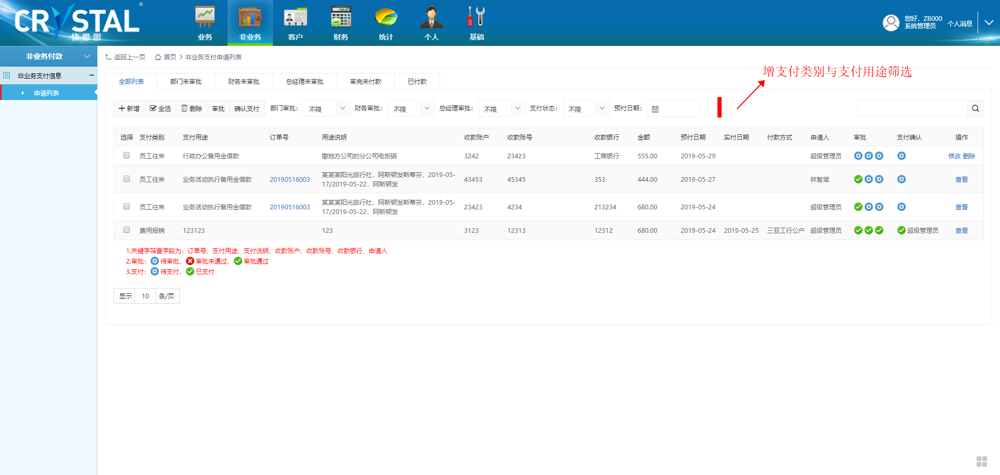 CRYSTAL
®
快思图
业务
非业务
客户
财务
统计
个人
基础
您好，ZB000
系统管理员
个人消息
非业务付款
非业务支付信息
申请列表
返回上一页
首页
非业务支付申请列表
增支付类别与支付用途筛选
全部列表
部门未审批
财务未审批
总经理未审批
审完未付款
已付款
新增
全选
删除
审批
确认支付
部门审批: 不限
财务审批: 不限
总经理审批: 不限
支付状态: 不限
预付日期:
选择 支付类别 支付用途 订单号 用途说明 收款账户 收款账号 收款银行 金额 预付日期 实付日期 付款方式 申请人 审批 支付确认 操作
员工往来 行政办公备用金借款 撒地方公司的分公司电饭锅 3242 23423 工商银行 555.00 2019-05-29 超级管理员 修改 删除
员工往来 业务活动执行备用金借款 20190516003 某某某阳光旅行社，阿斯顿发斯蒂芬，2019-05-
17/2019-05-22，阿斯顿发 43453 45345 353 444.00 2019-05-27 林智斌 查看
员工往来 业务活动执行备用金借款 20190516003 某某某阳光旅行社，阿斯顿发斯蒂芬，2019-05-
17/2019-05-22，阿斯顿发 23423 4234 213234 680.00 2019-05-24 超级管理员 查看
费用报销 123123 123 3123 12313 12312 680.00 2019-05-24 2019-05-25 三亚工行公户 超级管理员 超级管理员 查看
1.关键字筛查字段为：订单号、支付用途、支付说明、收款账户、收款账号、收款银行、申请人
2.审批： 待审批， 审批未通过， 审批通过
3.支付： 待支付， 已支付
显示 10 条/页